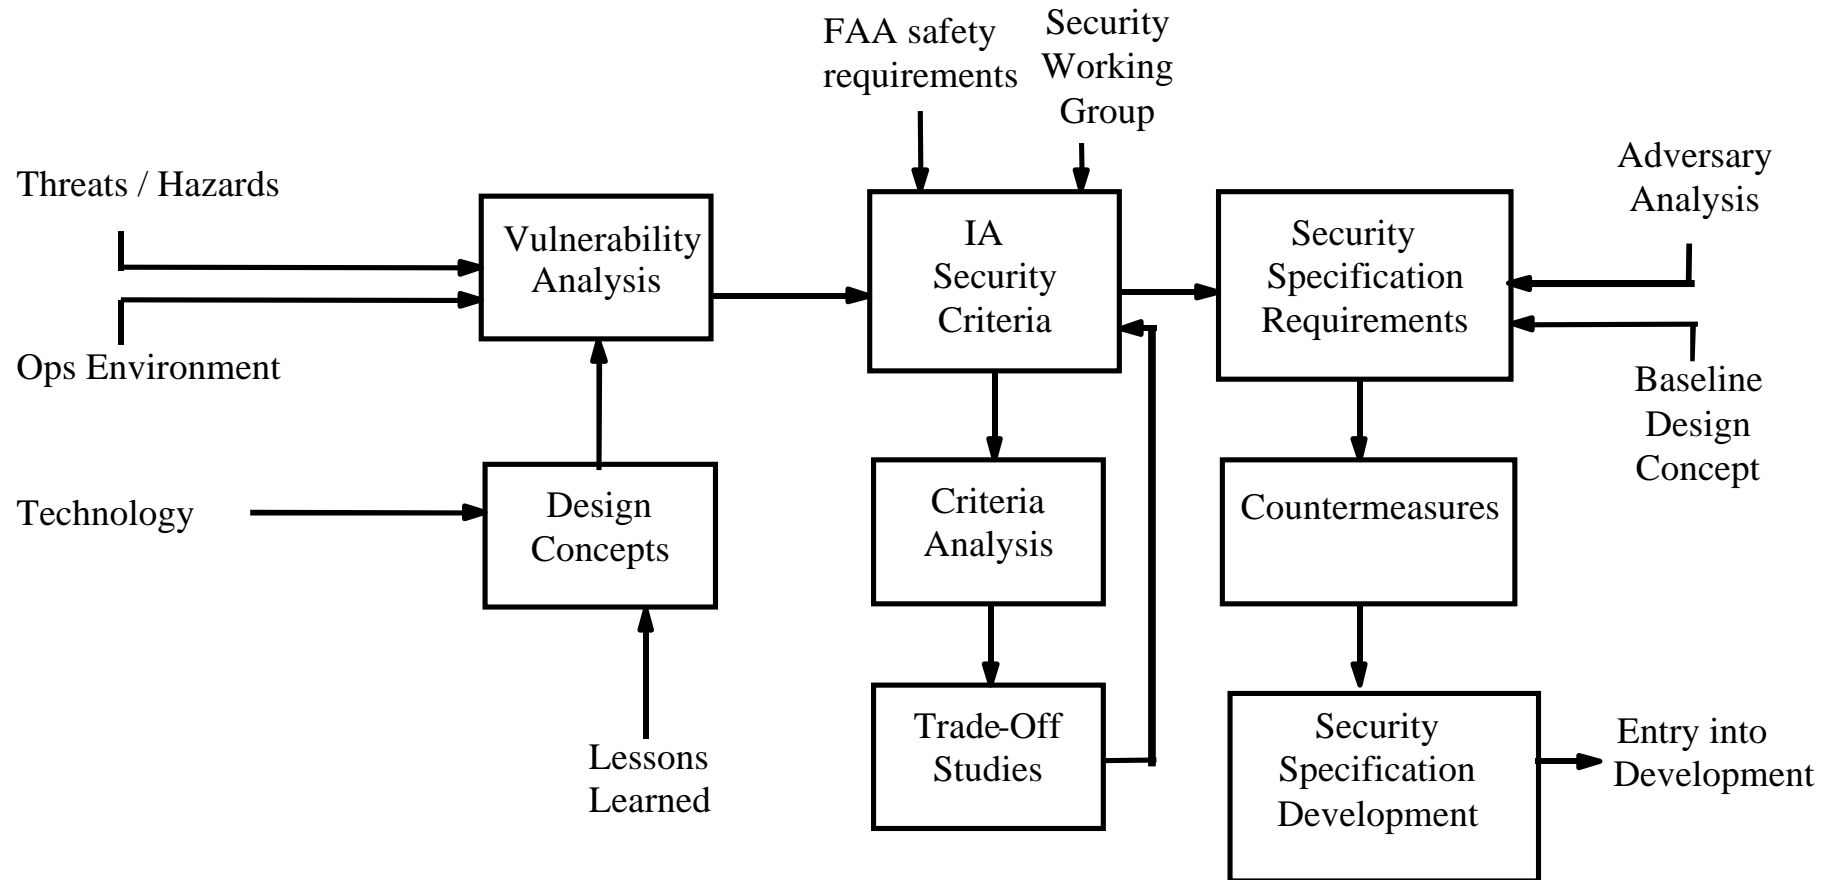 FAA safety
requirements
Security
Working
Group
Threats / Hazards
Vulnerability
Analysis
IA
Security
Criteria
Security
Specification
Requirements
Adversary
Analysis
Ops Environment
Baseline
Design
Concept
Technology
Design
Concepts
Criteria
Analysis
Countermeasures
Lessons
Learned
Trade-Off
Studies
Security
Specification
Development
Entry into
Development